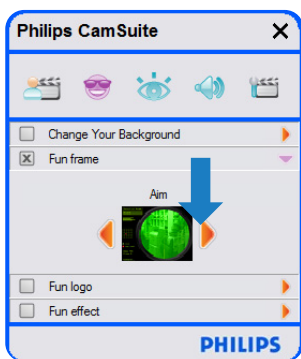 Philips CamSuite
Change Your Background
Fun frame
Aim
Fun logo
Fun effect
PHILIPS